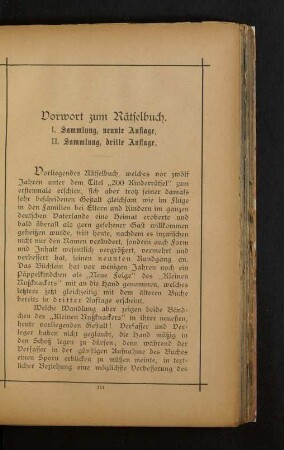 Vorwort zum Rätselbuch.
I. Sammlung, neunte Auflage,
II. Sammlung, dritte Auflage.
Vorliegendes Rätselbuch, welches vor zwölf
Jahren unter dem Titel „200 Kinderrätsel“ zum
erstenmale erschien, sich aber trotz seiner damals
sehr bescheidenen Gestalt gleichsam wie im Fluge
in den Familien bei Eltern und Kindern im ganzen
deutschen Vaterlande eine Heimat eroberte und
bald überall als gern gesehener Gast willkommen
geheißen wurde, tritt heute, nachdem es inzwischen
nicht nur den Namen verändert, sondern auch Form
und Inhalt wesentlich vergrößert, vermehrt und
verbessert hat, seinen neunten Rundgang an.
Das Büchlein hat vor wenigen Jahren noch ein
Püppelkindchen als „Neue Folge“ des „Kleinen
Nußknackers“ mit an die Hand genommen, welches
letztere jetzt gleichzeitig mit dem älteren Buche
bereits in dritter Auflage erscheint.
Welche Wandlung aber zeigen beide Bänd-
chen des „Kleinen Nußknackers“ in ihrer neuesten,
heute vorliegenden Gestalt! Verfasser und Ver-
leger haben nicht geglaubt, die Hand müßig in
den Schoß legen zu dürfen, denn während der
Verfasser in der günstigen Aufnahme des Buches
ihren Sporn erblicken zu müssen meinte, in text-
licher Beziehung eine möglichste Verbesserung des
III